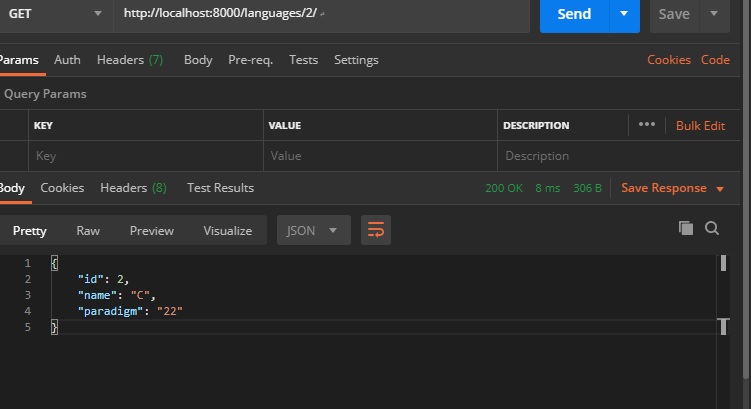 GET http://localhost:8000/languages/2/ Send Save
Params Auth Headers (7) Body Pre-req. Tests Settings Cookies Code
Query Params
KEY VALUE DESCRIPTION ••• Bulk Edit
Key Value Description
Body Cookies Headers (8) Test Results 200 OK 8 ms 306 B Save Response
Pretty Raw Preview Visualize JSON
1 {
2 "id": 2,
3 "name": "C",
4 "paradigm": "22"
5 }